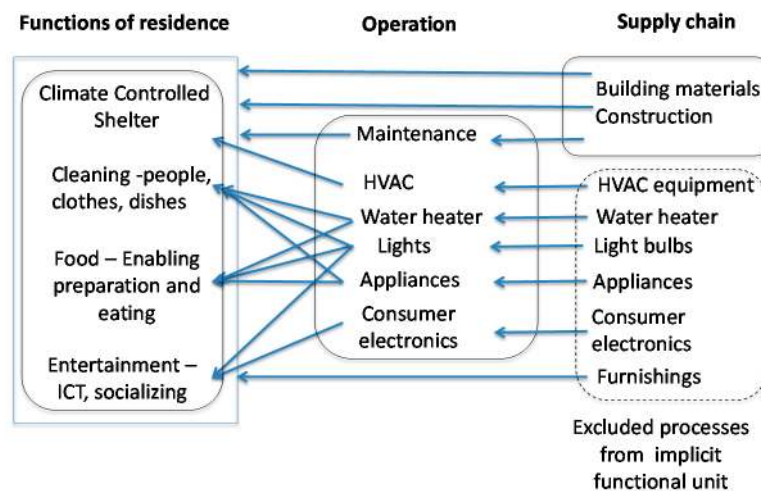 Functions of residence
Operation
Supply chain
Climate Controlled
Shelter
Cleaning -people,
clothes, dishes
Food – Enabling
preparation and
eating
Entertainment –
ICT, socializing
Maintenance
HVAC
Water heater
Lights
Appliances
Consumer
electronics
Building materials
Construction
HVAC equipment
Water heater
Light bulbs
Appliances
Consumer
electronics
Furnishings
Excluded processes
from implicit
functional unit